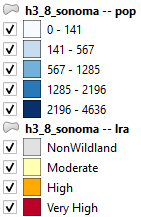 h3_8_sonoma -- pop
0 - 141
141 - 567
567 - 1285
1285 - 2196
2196 - 4636
h3_8_sonoma -- lra
NonWildland
Moderate
High
Very High